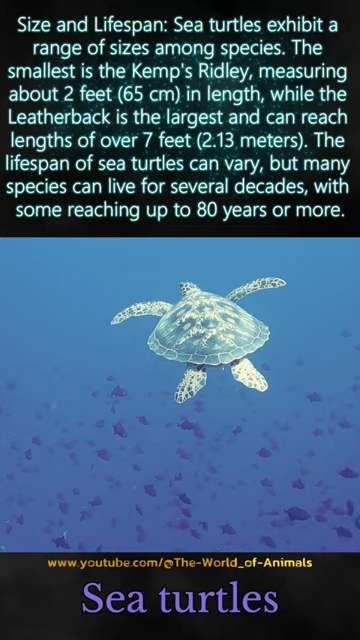 Size and Lifespan: Sea turtles exhibit a
range of sizes among species. The
smallest is the Kemp's Ridley, measuring
about 2 feet (65 cm) in length, while the
Leatherback is the largest and can reach
lengths of over 7 feet (2.13 meters). The
lifespan of sea turtles can vary, but many
species can live for several decades, with
some reaching up to 80 years or more.
www.youtube.com/@The-World_of-Animals
Sea turtles